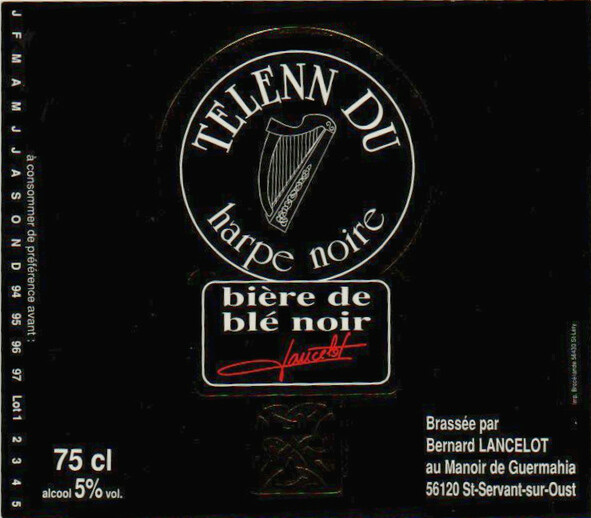 J F M A M J J A S O N D 94 95 96 97 Lot 1 2 3 4 5
à consommer de préférence avant :
TELENN DU
harpe noire
bière de
blé noir
Lancelot
75 cl
alcool 5% vol.
Brassée par
Bernard LANCELOT
au Manoir de Guermahia
56120 St-Servant-sur-Oust